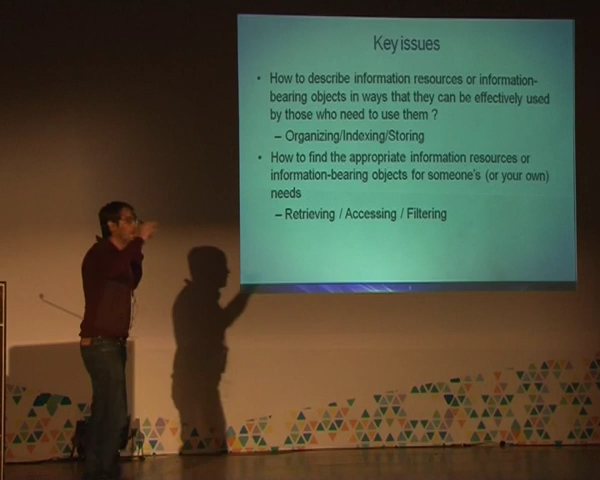 Key issues
• How to describe information resources or information-
bearing objects in ways that they can be effectively used
by those who need to use them ?
– Organizing/Indexing/Storing
• How to find the appropriate information resources or
information-bearing objects for someone's (or your own)
needs
– Retrieving / Accessing / Filtering